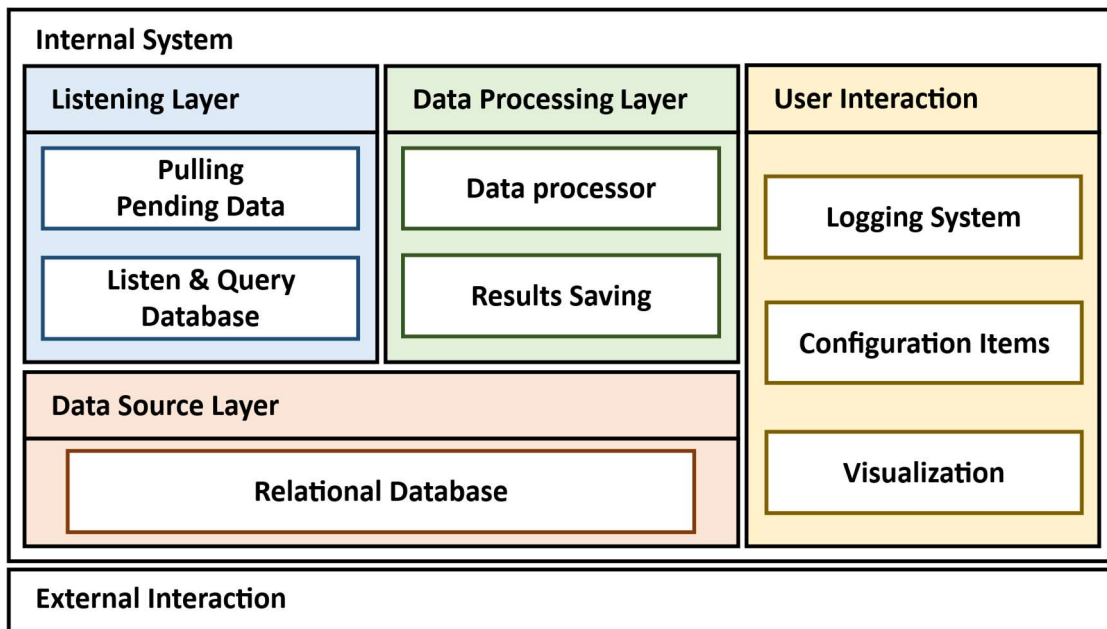 Internal System
Listening Layer
Pulling
Pending Data
Listen & Query
Database
Data Processing Layer
Data processor
Results Saving
User Interaction
Logging System
Configuration Items
Visualization
Data Source Layer
Relational Database
External Interaction